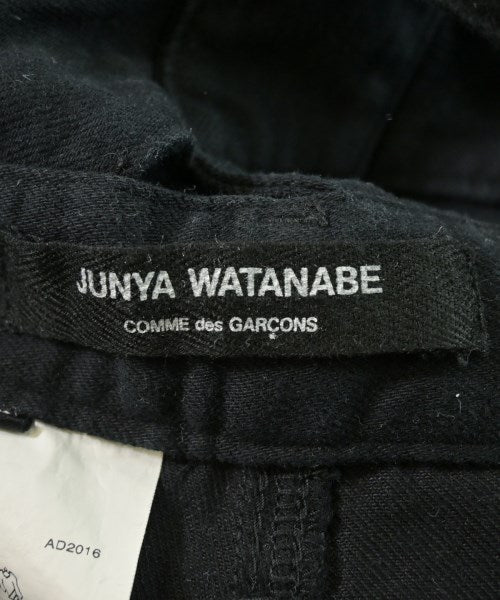 JUNYA WATANABE
COMME des GARÇONS
AD2016